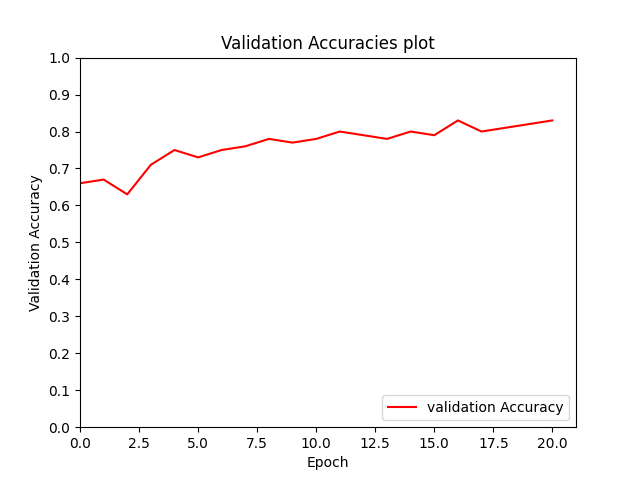 Validation Accuracies plot
1.0
0.9
0.8
0.7
0.6
0.5
0.4
0.3
0.2
0.1
0.0
Validation Accuracy
validation Accuracy
0.0 2.5 5.0 7.5 10.0 12.5 15.0 17.5 20.0
Epoch